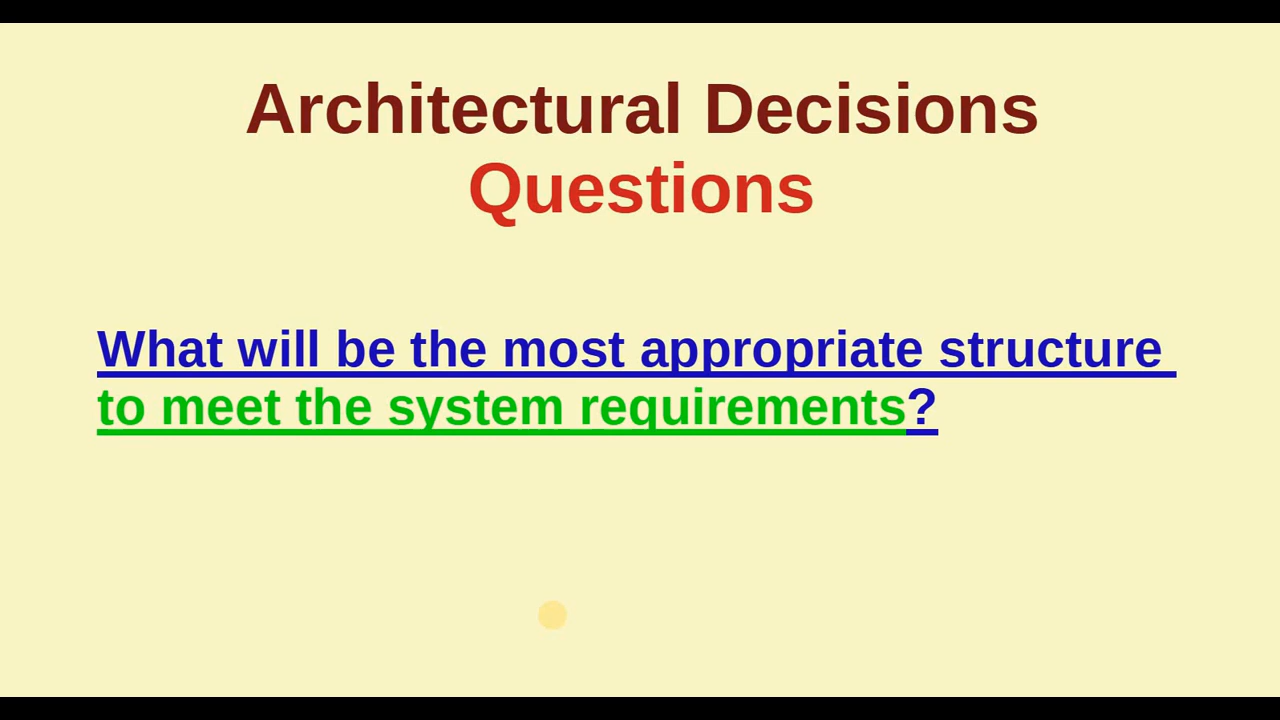 Architectural Decisions
Questions
What will be the most appropriate structure
to meet the system requirements?